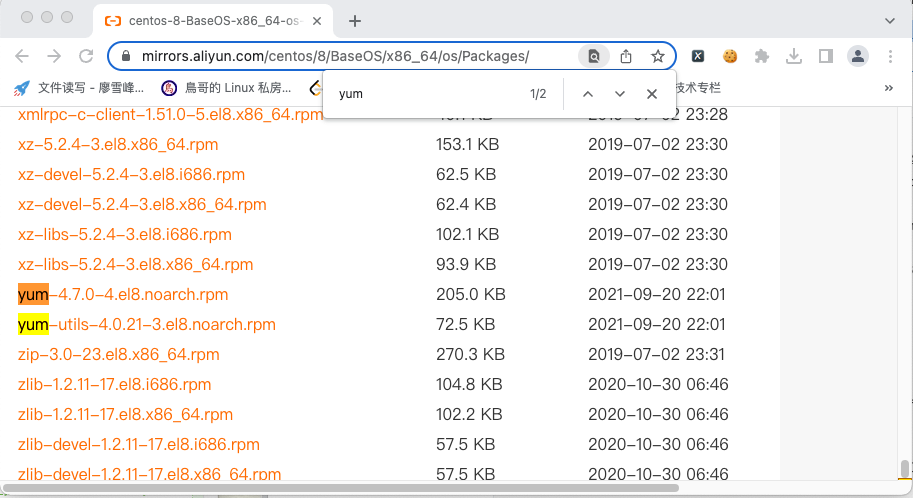 centos-8-BaseOS-x86_64-os-
mirrors.aliyun.com/centos/8/BaseOS/x86_64/os/Packages/
文件读写 - 廖雪峰... 鳥哥的 Linux 私房... 技术专栏
yum 1/2
xmlrpc-c-client-1.51.0-5.el8.x86_64.rpm 2019-07-02 23:28
xz-5.2.4-3.el8.x86_64.rpm 153.1 KB 2019-07-02 23:30
xz-devel-5.2.4-3.el8.i686.rpm 62.5 KB 2019-07-02 23:30
xz-devel-5.2.4-3.el8.x86_64.rpm 62.4 KB 2019-07-02 23:30
xz-libs-5.2.4-3.el8.i686.rpm 102.1 KB 2019-07-02 23:30
xz-libs-5.2.4-3.el8.x86_64.rpm 93.9 KB 2019-07-02 23:30
yum-4.7.0-4.el8.noarch.rpm 205.0 KB 2021-09-20 22:01
yum-utils-4.0.21-3.el8.noarch.rpm 72.5 KB 2021-09-20 22:01
zip-3.0-23.el8.x86_64.rpm 270.3 KB 2019-07-02 23:31
zlib-1.2.11-17.el8.i686.rpm 104.8 KB 2020-10-30 06:46
zlib-1.2.11-17.el8.x86_64.rpm 102.2 KB 2020-10-30 06:46
zlib-devel-1.2.11-17.el8.i686.rpm 57.5 KB 2020-10-30 06:46
zlib-devel-1.2.11-17.el8.x86_64.rpm 57.5 KB 2020-10-30 06:46